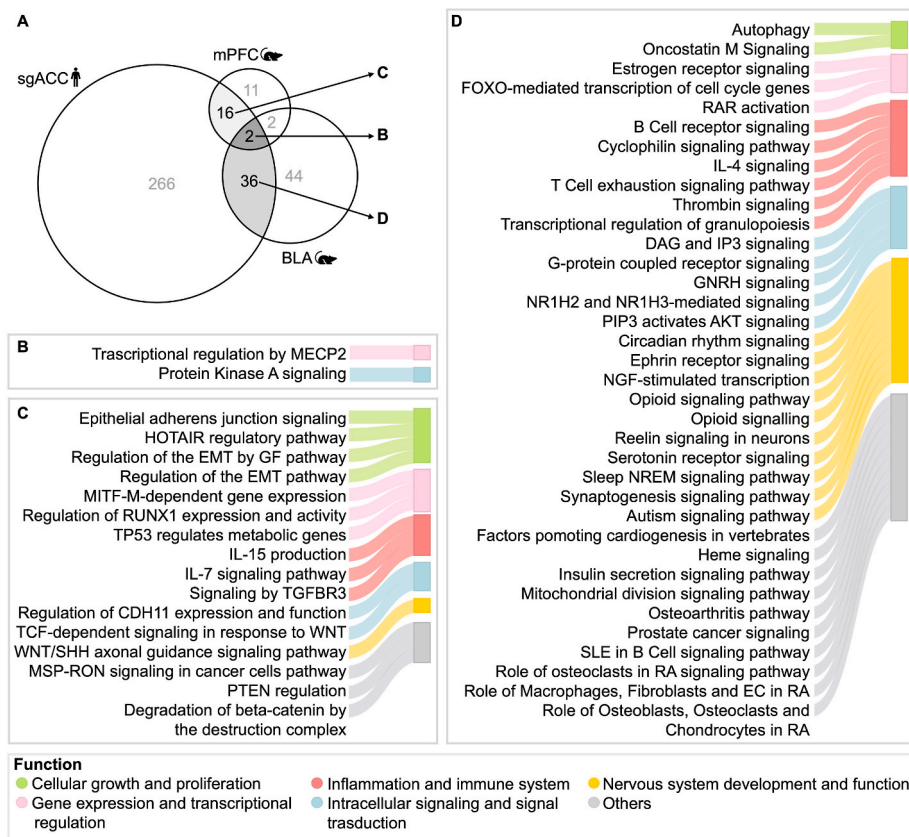 A
sgACC
mPFC
11
16
2
2
266
36
44
BLA
C
B
D
B
Trascriptional regulation by MECP2
Protein Kinase A signaling
C
Epithelial adherens junction signaling
HOTAIR regulatory pathway
Regulation of the EMT by GF pathway
Regulation of the EMT pathway
MITF-M-dependent gene expression
Regulation of RUNX1 expression and activity
TP53 regulates metabolic genes
IL-15 production
IL-7 signaling pathway
Signaling by TGFBR3
Regulation of CDH11 expression and function
TCF-dependent signaling in response to WNT
WNT/SHH axonal guidance signaling pathway
MSP-RON signaling in cancer cells pathway
PTEN regulation
Degradation of beta-catenin by
the destruction complex
D
Autophagy
Oncostatin M Signaling
Estrogen receptor signaling
FOXO-mediated transcription of cell cycle genes
RAR activation
B Cell receptor signaling
Cyclophilin signaling pathway
IL-4 signaling
T Cell exhaustion signaling pathway
Thrombin signaling
Transcriptional regulation of granulopoiesis
DAG and IP3 signaling
G-protein coupled receptor signaling
GNRH signaling
NR1H2 and NR1H3-mediated signaling
PIP3 activates AKT signaling
Circadian rhythm signaling
Ephrin receptor signaling
NGF-stimulated transcription
Opioid signaling pathway
Opioid signalling
Reelin signaling in neurons
Serotonin receptor signaling
Sleep NREM signaling
Synaptogenesis signaling pathway
Autism signaling pathway
Factors pomoting cardiogenesis in vertebrates
Heme signaling
Insulin secretion signaling pathway
Mitochondrial division signaling pathway
Osteoarthritis pathway
Prostate cancer signaling
SLE in B Cell signaling pathway
Role of osteoclasts in RA signaling pathway
Role of Macrophages, Fibroblasts and EC in RA
Role of Osteoblasts, Osteoclasts and
Chondrocytes in RA
Function
Cellular growth and proliferation
Gene expression and transcriptional
regulation
Inflammation and immune system
Intracellular signaling and signal
trasduction
Nervous system development and function
Others